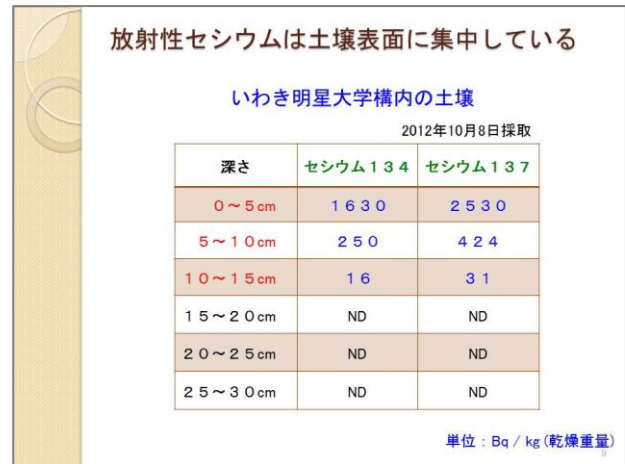 放射性セシウムは土壌表面に集中している
いわき明星大学構内の土壌
2012年10月8日採取
深さ セシウム１３４ セシウム１３７
０～５cm １６３０ ２５３０
５～１０cm ２５０ ４２４
１０～１５cm １６ ３１
１５～２０cm ND ND
２０～２５cm ND ND
２５～３０cm ND ND
単位：Bq / kg (乾燥重量)
9